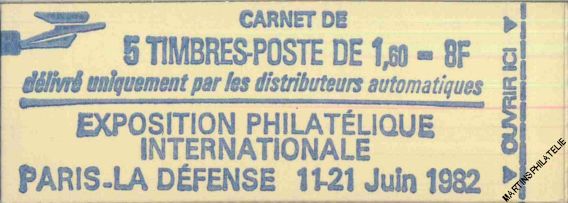 CARNET DE
5 TIMBRES-POSTE DE 1,60 = 8F
délivré uniquement par les distributeurs automatiques
EXPOSITION PHILATÉLIQUE
INTERNATIONALE
PARIS-LA DÉFENSE 11-21 Juin 1982
OUVRIR ICI
MARTINS PHILATELIE